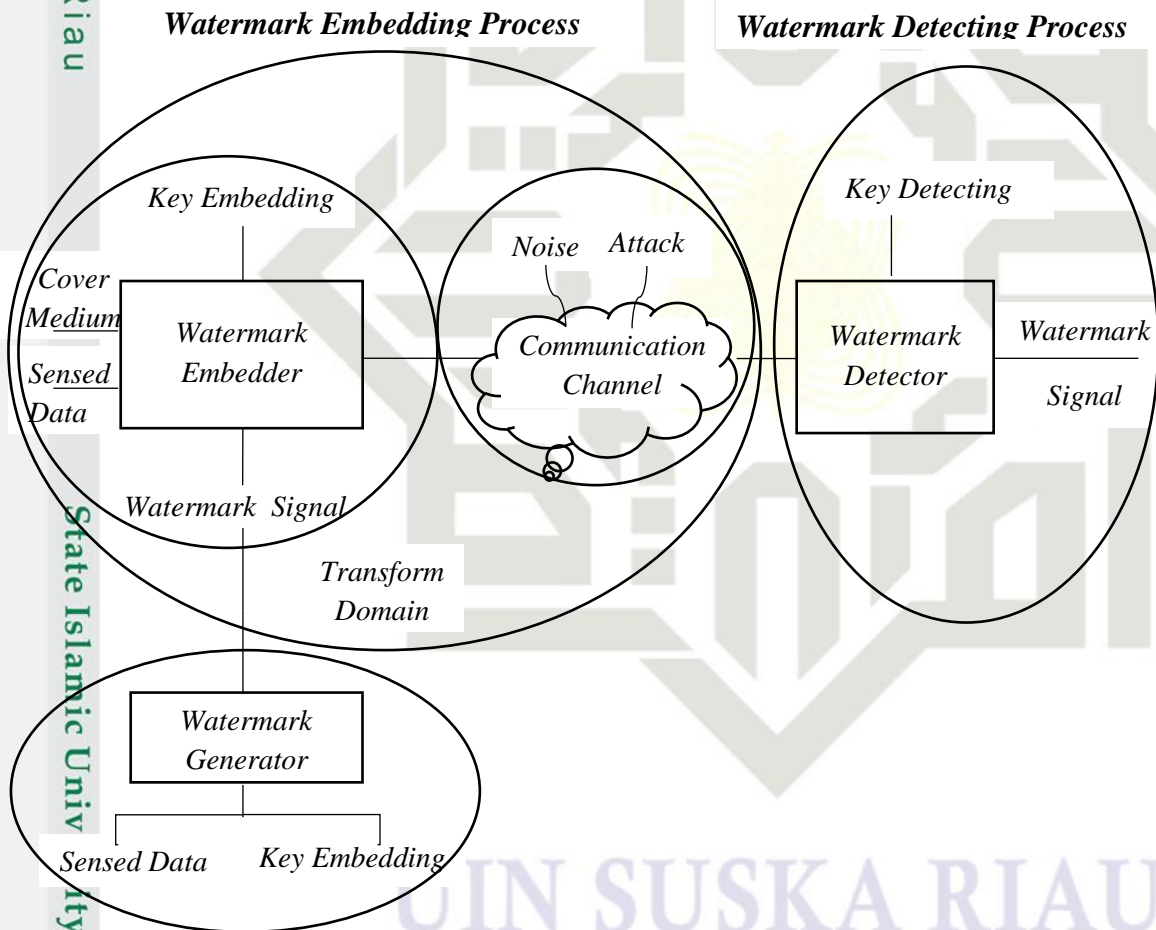 Watermark Embedding Process
Watermark Detecting Process
Key Embedding
Cover
Medium
Sensed
Data
Watermark
Embedder
Watermark Signal
Noise
Attack
Communication
Channel
Transform
Domain
Key Detecting
Watermark
Detector
Watermark
Signal
Watermark
Generator
Sensed Data
Key Embedding
Riau
State Islamic Univ ity
UIN SUSKA RIAU